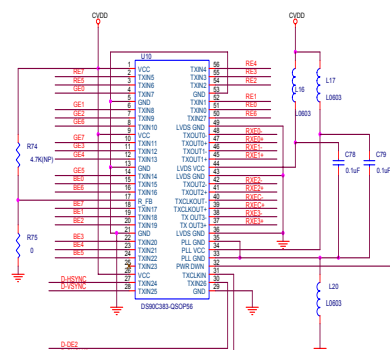 CVDD CVDD
U10
1 VCC TXIN4 56 RE4
RE7 2 TXIN5 TXIN3 55 RE3
RE5 3 TXIN6 TXIN2 54 RE2
GE0 4 TXIN7 GND 53
5 GND TXIN1 52 RE1
GE1 6 TXIN8 TXIN0 51 RE0
GE2 7 TXIN9 TXIN27 50 RE6
GE6 8 TXIN10 LVDS GND 49
9 VCC TXOUT0- 48 RXE0-
GE7 10 TXIN11 TXOUT0+ 47 RXE0+
GE3 11 TXIN12 TXOUT1- 46 RXE1-
GE4 12 TXIN13 TXOUT1+ 45 RXE1+
13 GND LVDS VCC 44
GE5 14 TXIN14 LVDS GND 43
BE0 15 TXIN15 TXOUT2- 42 RXE2-
BE6 16 TXIN16 TXOUT2+ 41 RXE2+
17 R_FB TXCLKOUT- 40 RXEC-
BE7 18 TXIN17 TXCLKOUT+ 39 RXEC+
BE1 19 TXIN18 TX OUT3- 38 RXE3-
BE2 20 TXIN19 TX OUT3+ 37 RXE3+
21 GND LVDS GND 36
BE3 22 TXIN20 PLL GND 35
BE4 23 TXIN21 PLL VCC 34
BE5 24 TXIN22 PLL GND 33
25 TXIN23 PWR DWN 32
26 VCC TXCLKIN 31
D-HSYNC 27 TXIN24 TXIN26 30
D-VSYNC 28 TXIN25 GND 29
DS90C383-QSOP56
D-DE2
R74
4.7K(NP)
R75
0
L16
L0603
L17
L0603
C78
0.1uF
C79
0.1uF
L20
L0603